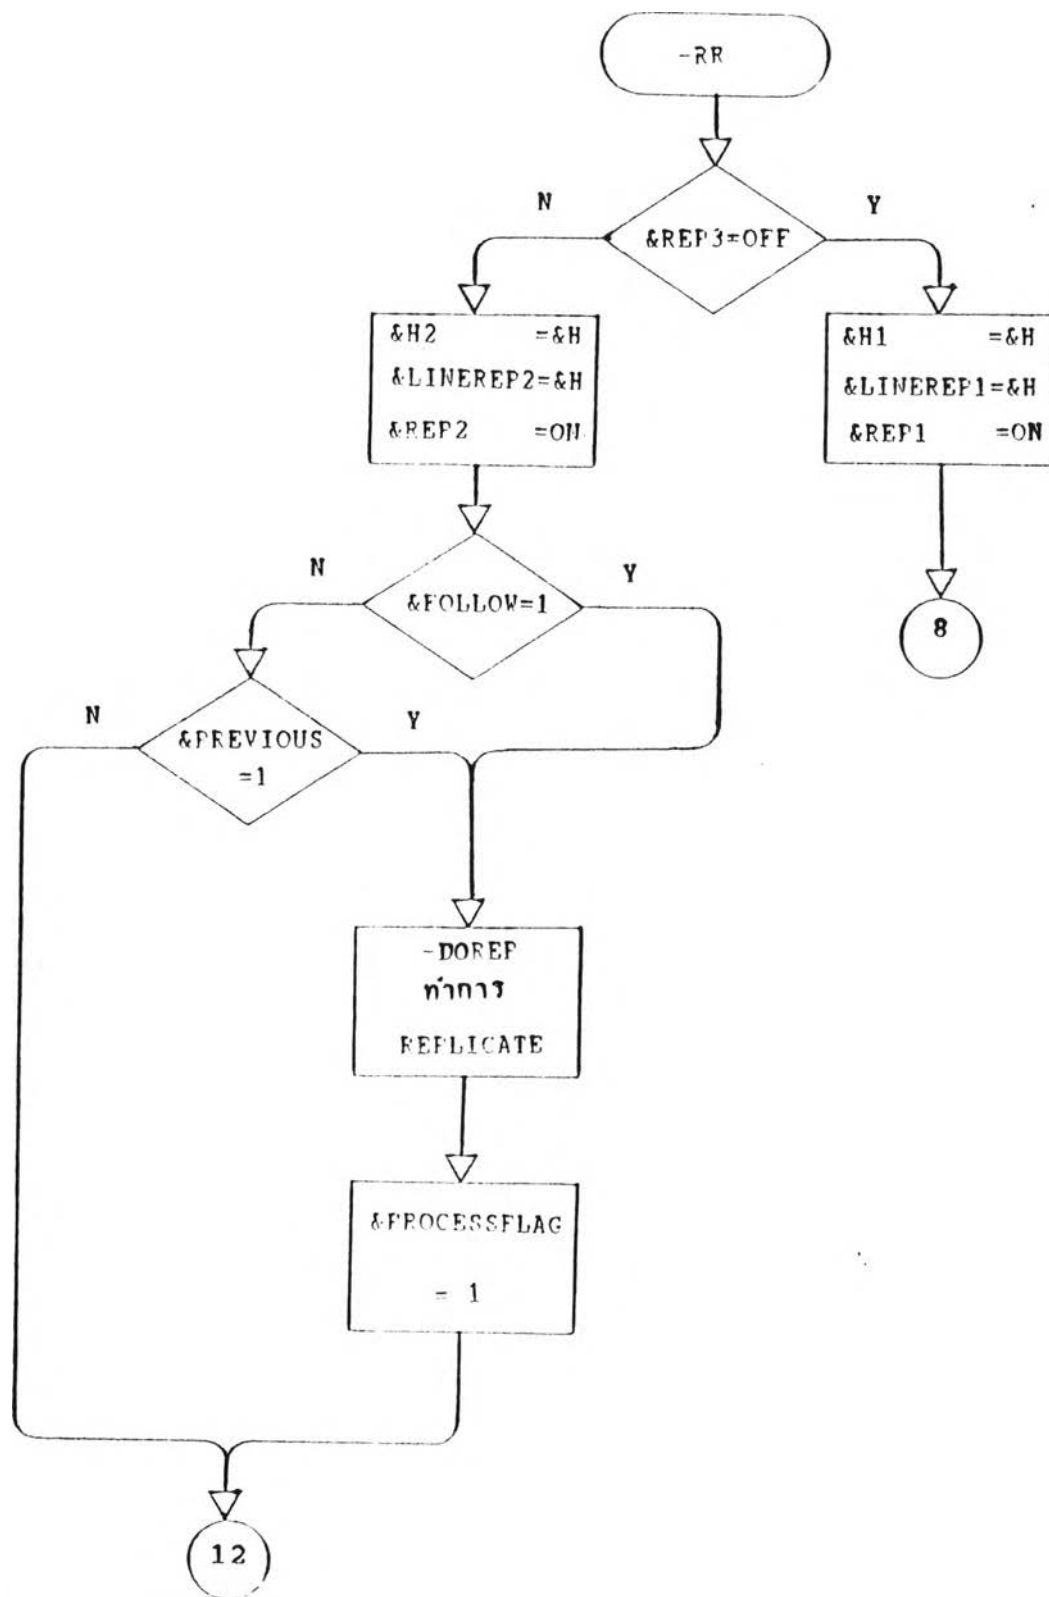 -RR
N
Y
&REP3=OFF
&H2 =&H
&LINEREP2=&H
&REP2 =ON
&H1 =&H
&LINEREP1=&H
&REP1 =ON
N
Y
&FOLLOW=1
8
N
Y
&PREVIOUS
=1
-DOREP
ทำการ
REPLICATE
&PROCESSFLAG
= 1
12